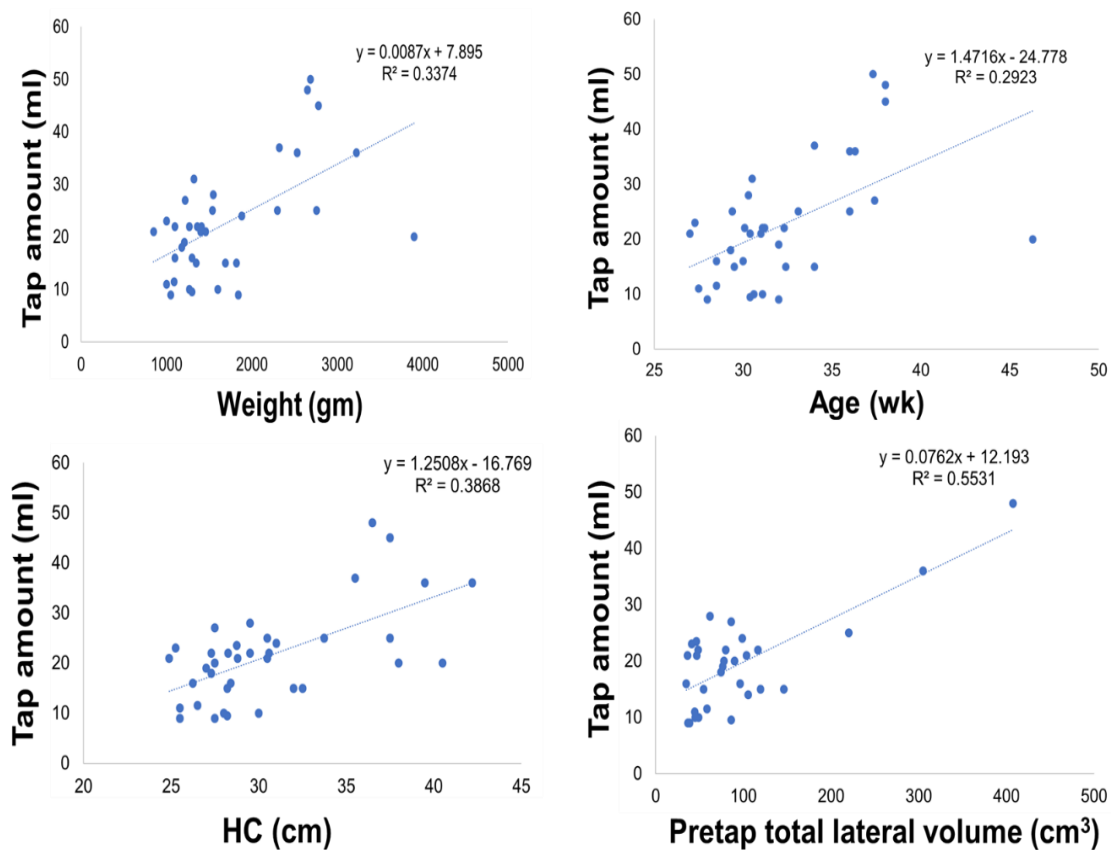 y = 0.0087x + 7.895
R² = 0.3374
Tap amount (ml)
60
50
40
30
20
10
0
0 1000 2000 3000 4000 5000
Weight (gm)
y = 1.4716x - 24.778
R² = 0.2923
Tap amount (ml)
60
50
40
30
20
10
0
25 30 35 40 45 50
Age (wk)
y = 1.2508x - 16.769
R² = 0.3868
Tap amount (ml)
60
50
40
30
20
10
0
20 25 30 35 40 45
HC (cm)
y = 0.0762x + 12.193
R² = 0.5531
Tap amount (ml)
60
50
40
30
20
10
0
0 100 200 300 400 500
Pretap total lateral volume (cm³)